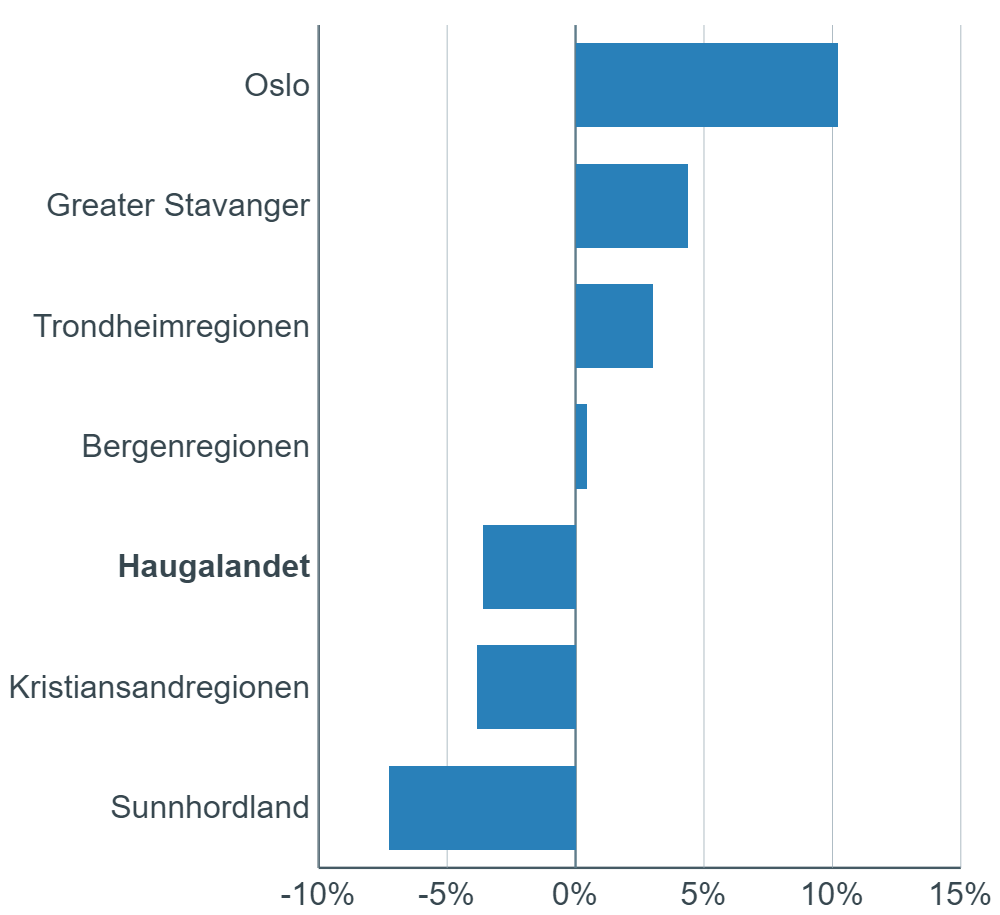 Oslo
Greater Stavanger
Trondheimregionen
Bergenregionen
Haugalandet
Kristiansandregionen
Sunnhordland
-10% -5% 0% 5% 10% 15%